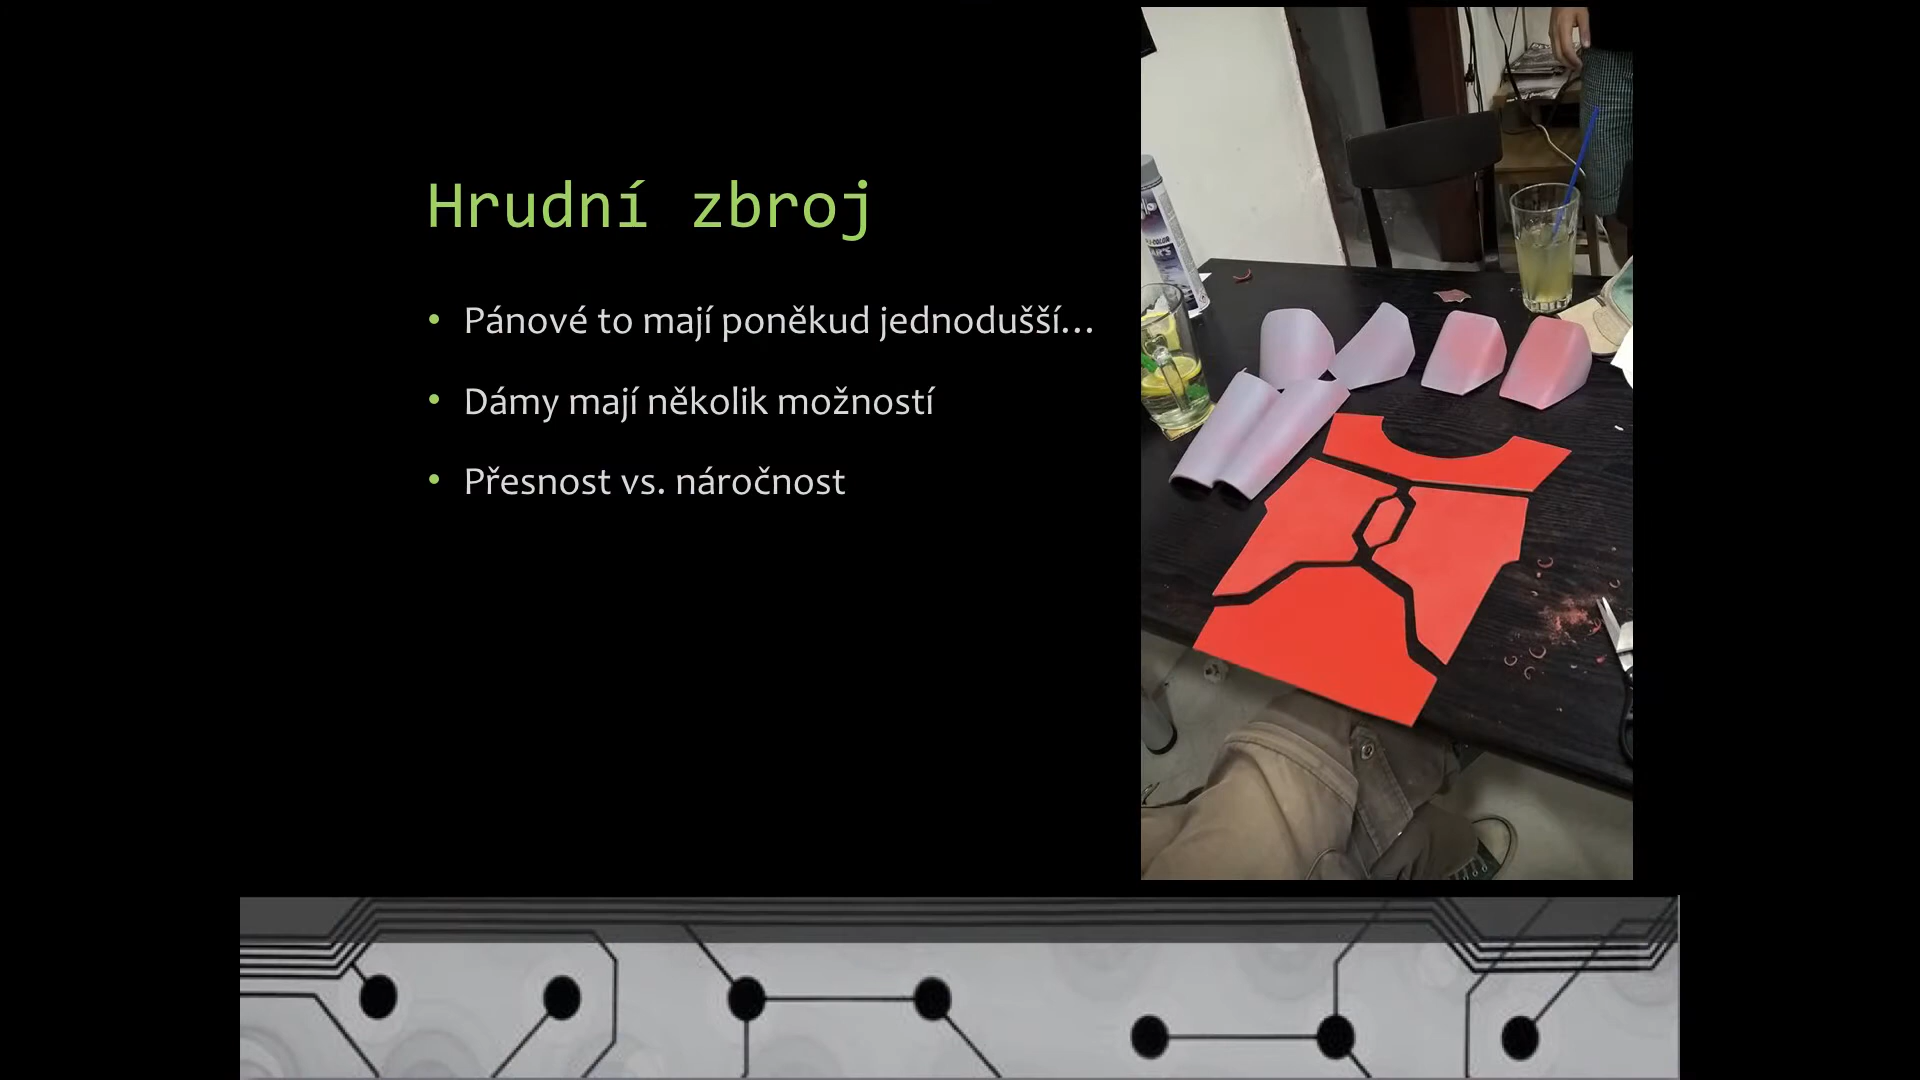 Hrudní zbroj
• Pánové to mají poněkud jednodušší…
• Dámy mají několik možností
• Přesnost vs. náročnost